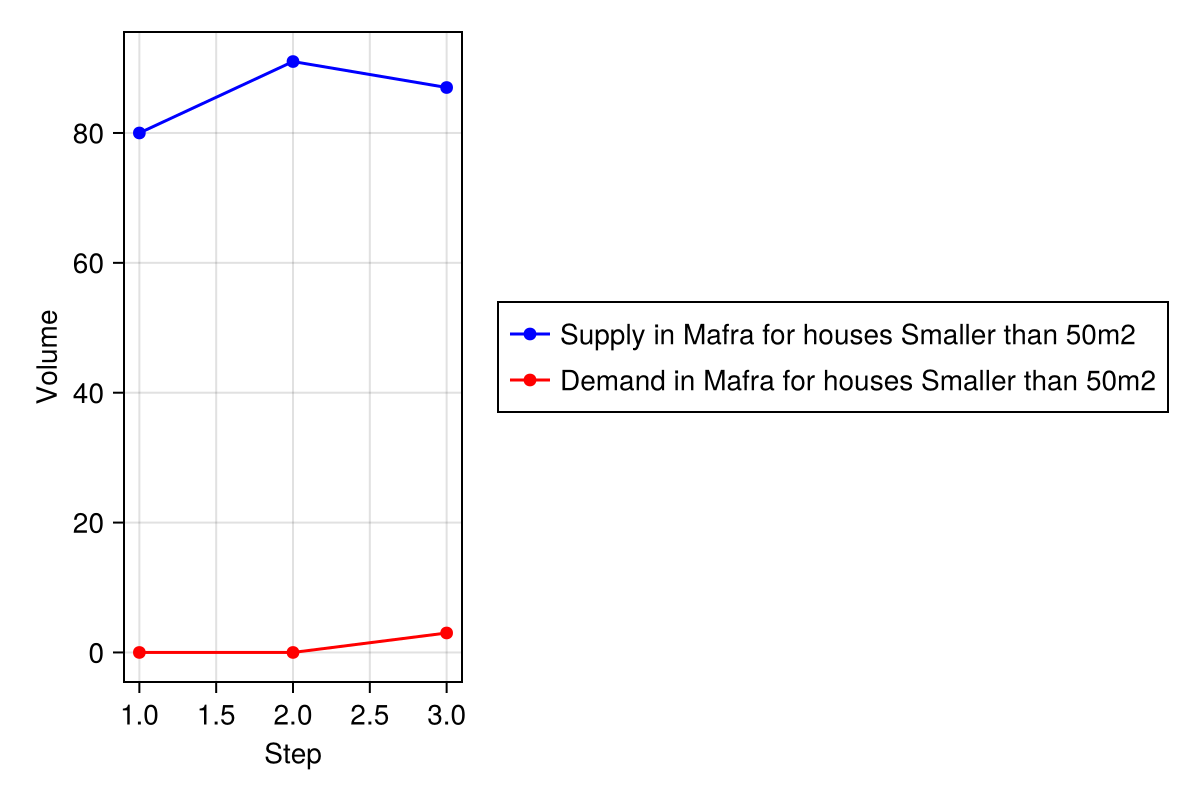 80
60
40
20
0
Volume
1.0 1.5 2.0 2.5 3.0
Step
Supply in Mafra for houses Smaller than 50m2
Demand in Mafra for houses Smaller than 50m2